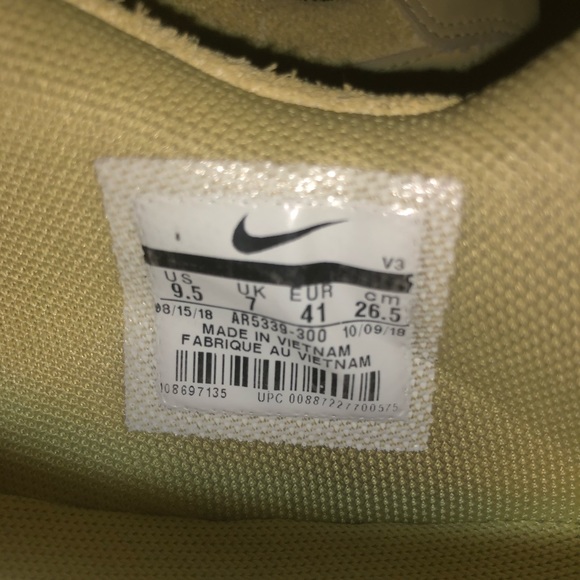 V3
US UK EUR cm
9.5 7 41 26.5
08/15/18 AR5339-300 10/09/18
MADE IN VIETNAM
FABRIQUE AU VIETNAM
108697135 UPC 00887227700575